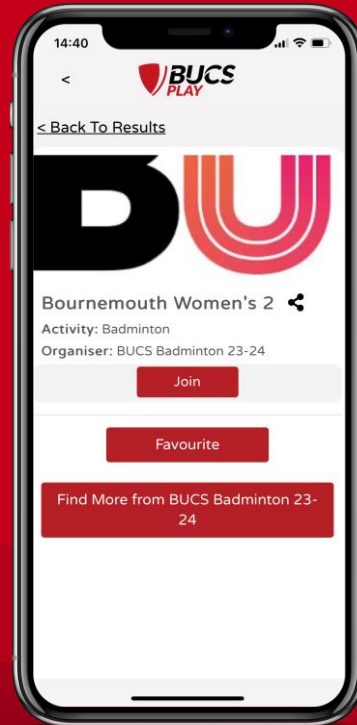 14:40
<
BUCS
PLAY
< Back To Results
BU
Bournemouth Women's 2
Activity: Badminton
Organiser: BUCS Badminton 23-24
Join
Favourite
Find More from BUCS Badminton 23-
24